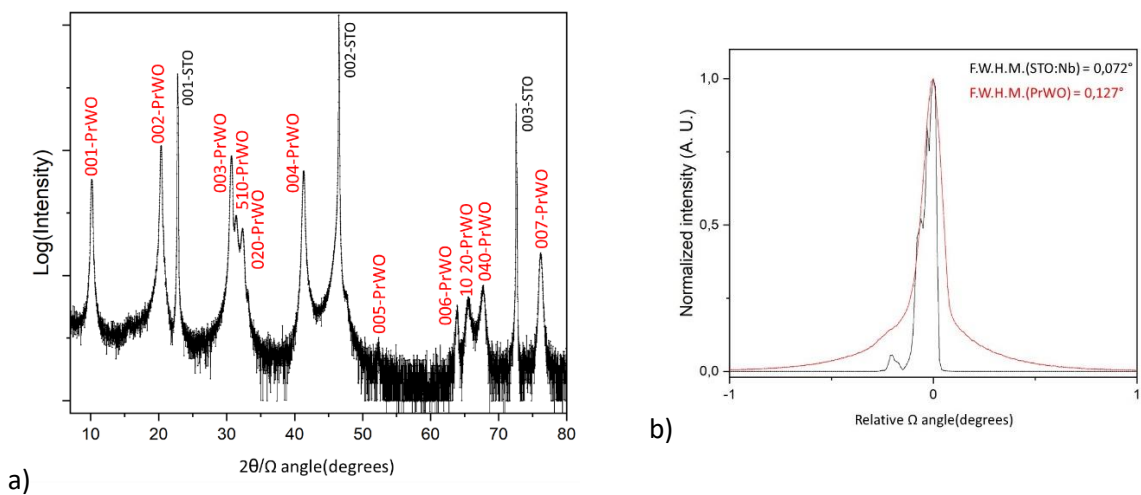 001-PrWO
002-PrWO
001-STO
003-PrWO
510-PrWO
020-PrWO
004-PrWO
002-STO
005-PrWO
006-PrWO
10 20-PrWO
040-PrWO
003-STO
007-PrWO
Log(Intensity)
10 20 30 40 50 60 70 80
2θ/Ω angle(degrees)
a)
F.W.H.M.(STO:Nb) = 0,072°
F.W.H.M.(PrWO) = 0,127°
1,0
0,5
0,0
Normalized intensity (A. U.)
-1 0 1
Relative Ω angle(degrees)
b)